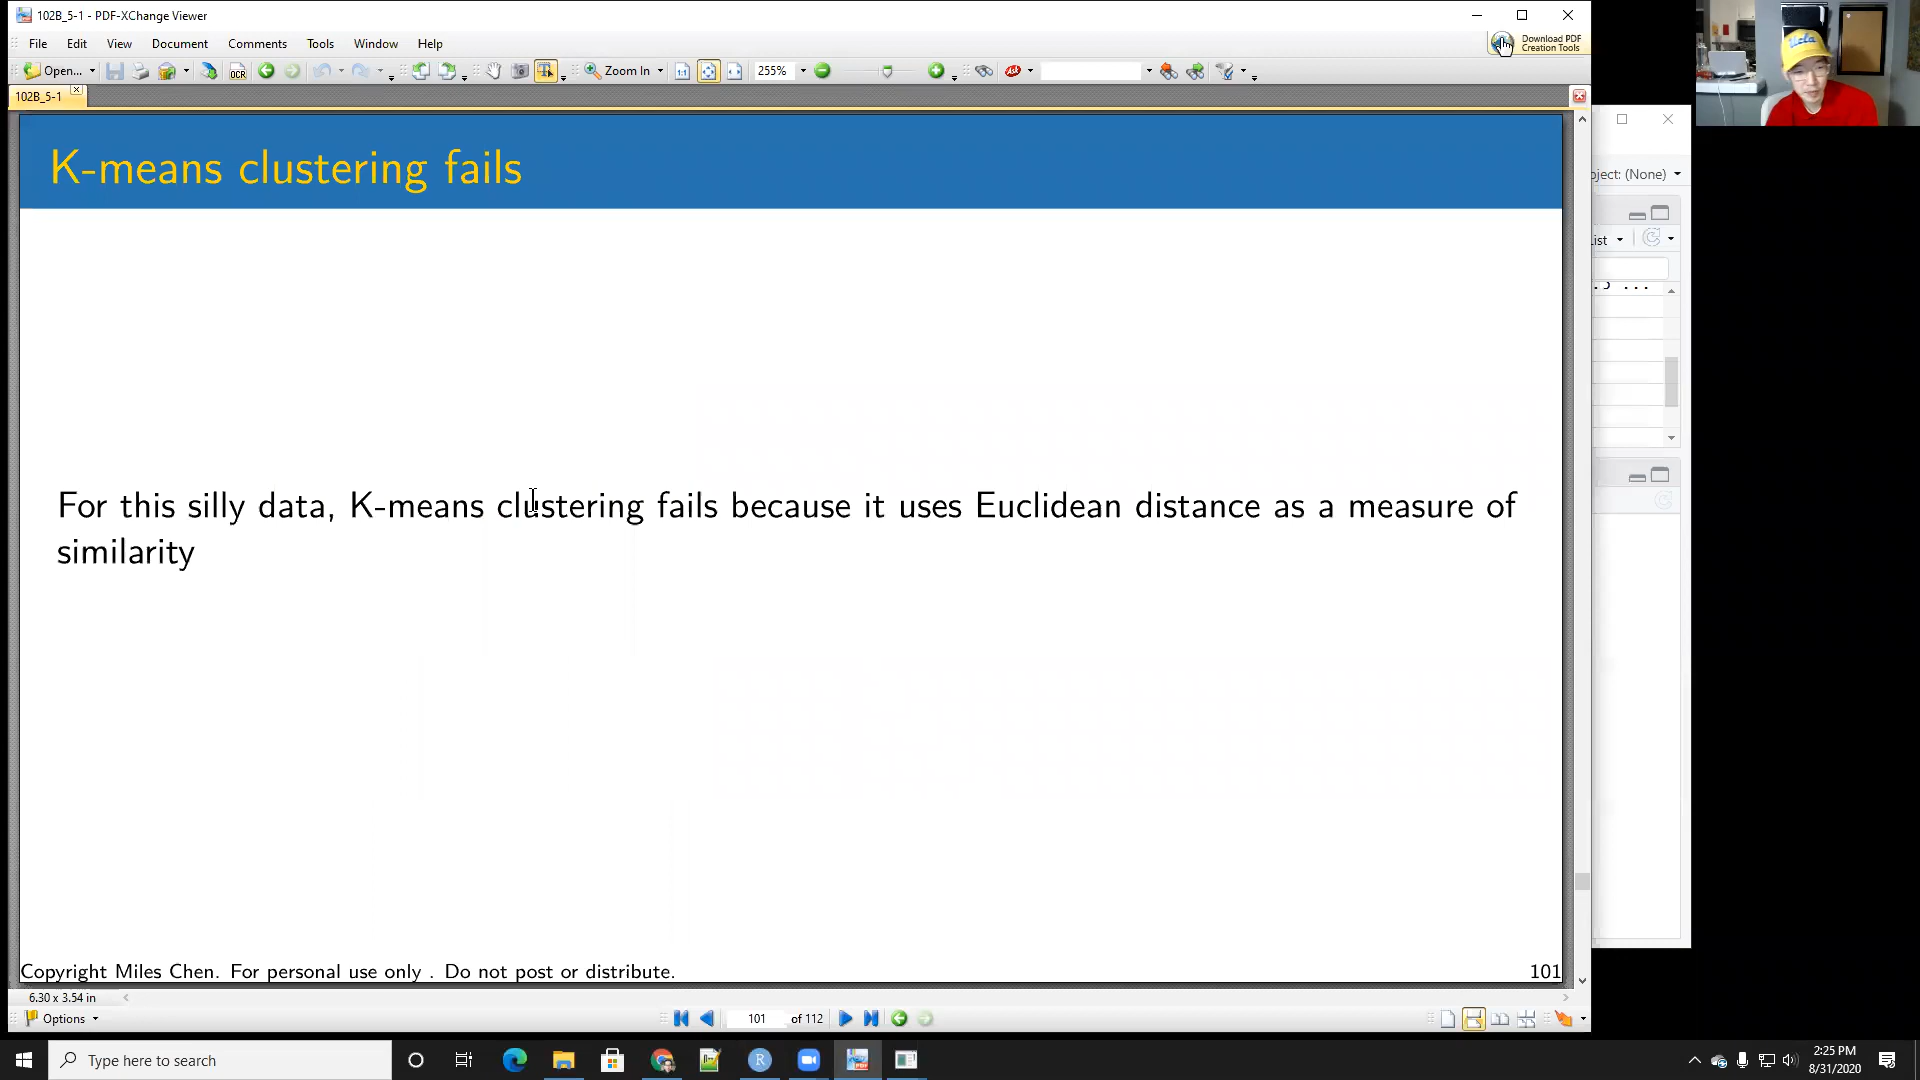 102B_5-1 - PDF-XChange Viewer
File Edit View Document Comments Tools Window Help
Download PDF
Creation Tools
Open...
OCR
Zoom In
255%
102B_5-1
K-means clustering fails
For this silly data, K-means clustering fails because it uses Euclidean distance as a measure of
similarity
Copyright Miles Chen. For personal use only . Do not post or distribute.
101
6.30 x 3.54 in
Options
101 of 112
oject: (None)
Type here to search
2:25 PM
8/31/2020